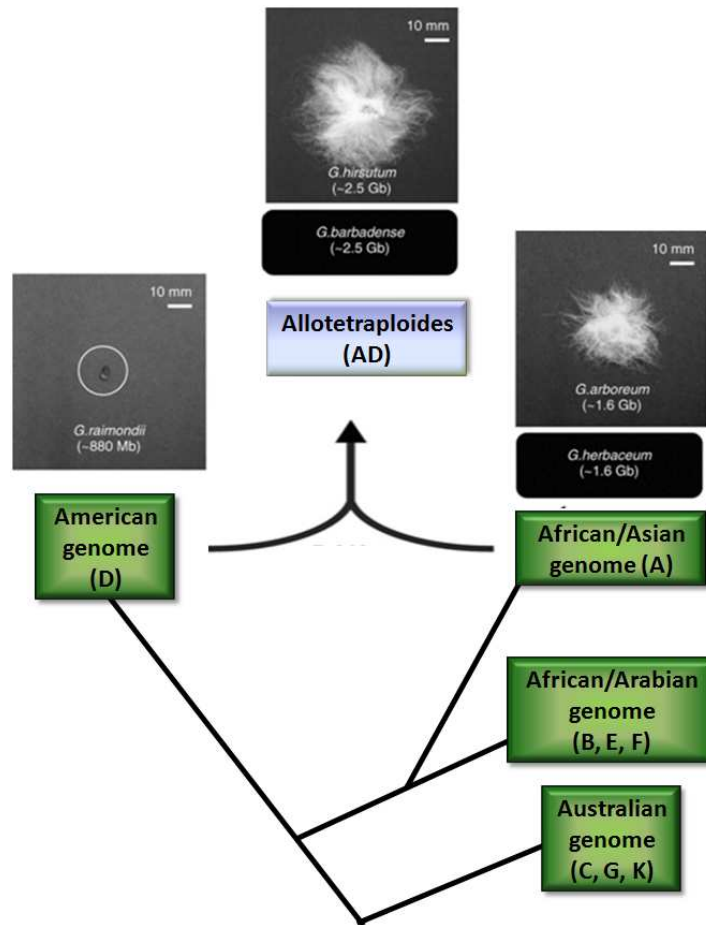 10 mm
G.hirsutum
(~2.5 Gb)
G.barbadense
(~2.5 Gb)
Allotetraploides
(AD)
10 mm
G.raimondii
(~880 Mb)
10 mm
G.arboreum
(~1.6 Gb)
G.herbaceum
(~1.6 Gb)
American
genome
(D)
African/Asian
genome (A)
African/Arabian
genome
(B, E, F)
Australian
genome
(C, G, K)